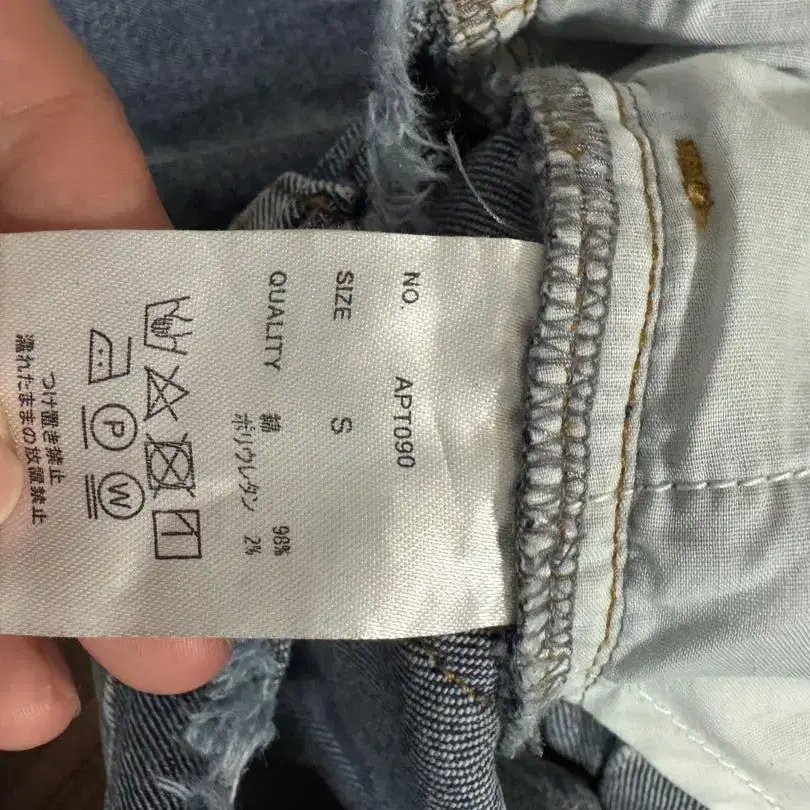 NO. APT090
SIZE S
QUALITY 綿 98%
ポリウレタン 2%
P W
つけ置き禁止
濡れたままの放置禁止